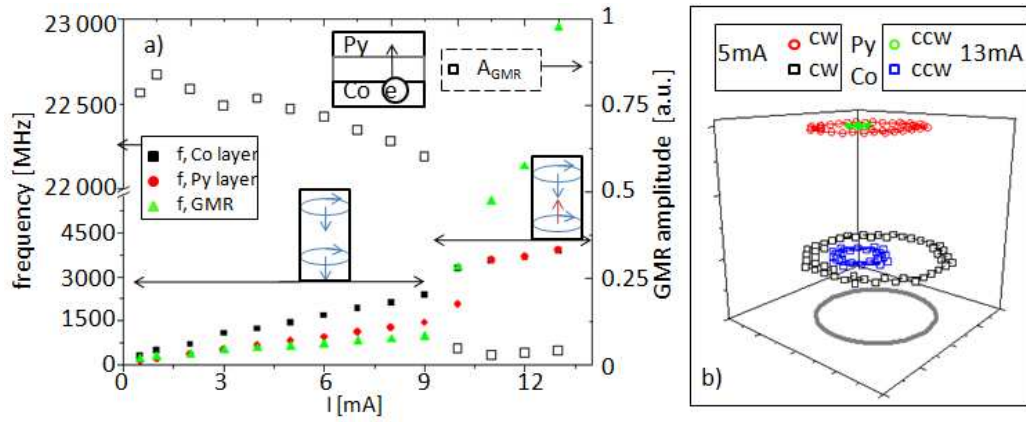 a)
Py
Co e
A_GMR
frequency [MHz]
23 000
22 500
22 000
4500
3000
1500
0
f, Co layer
f, Py layer
f, GMR
0 3 6 9 12
I [mA]
1
0.75
0.5
0.25
0
GMR amplitude [a.u.]
5mA
CW Py CCW
CW Co CCW
13mA
b)